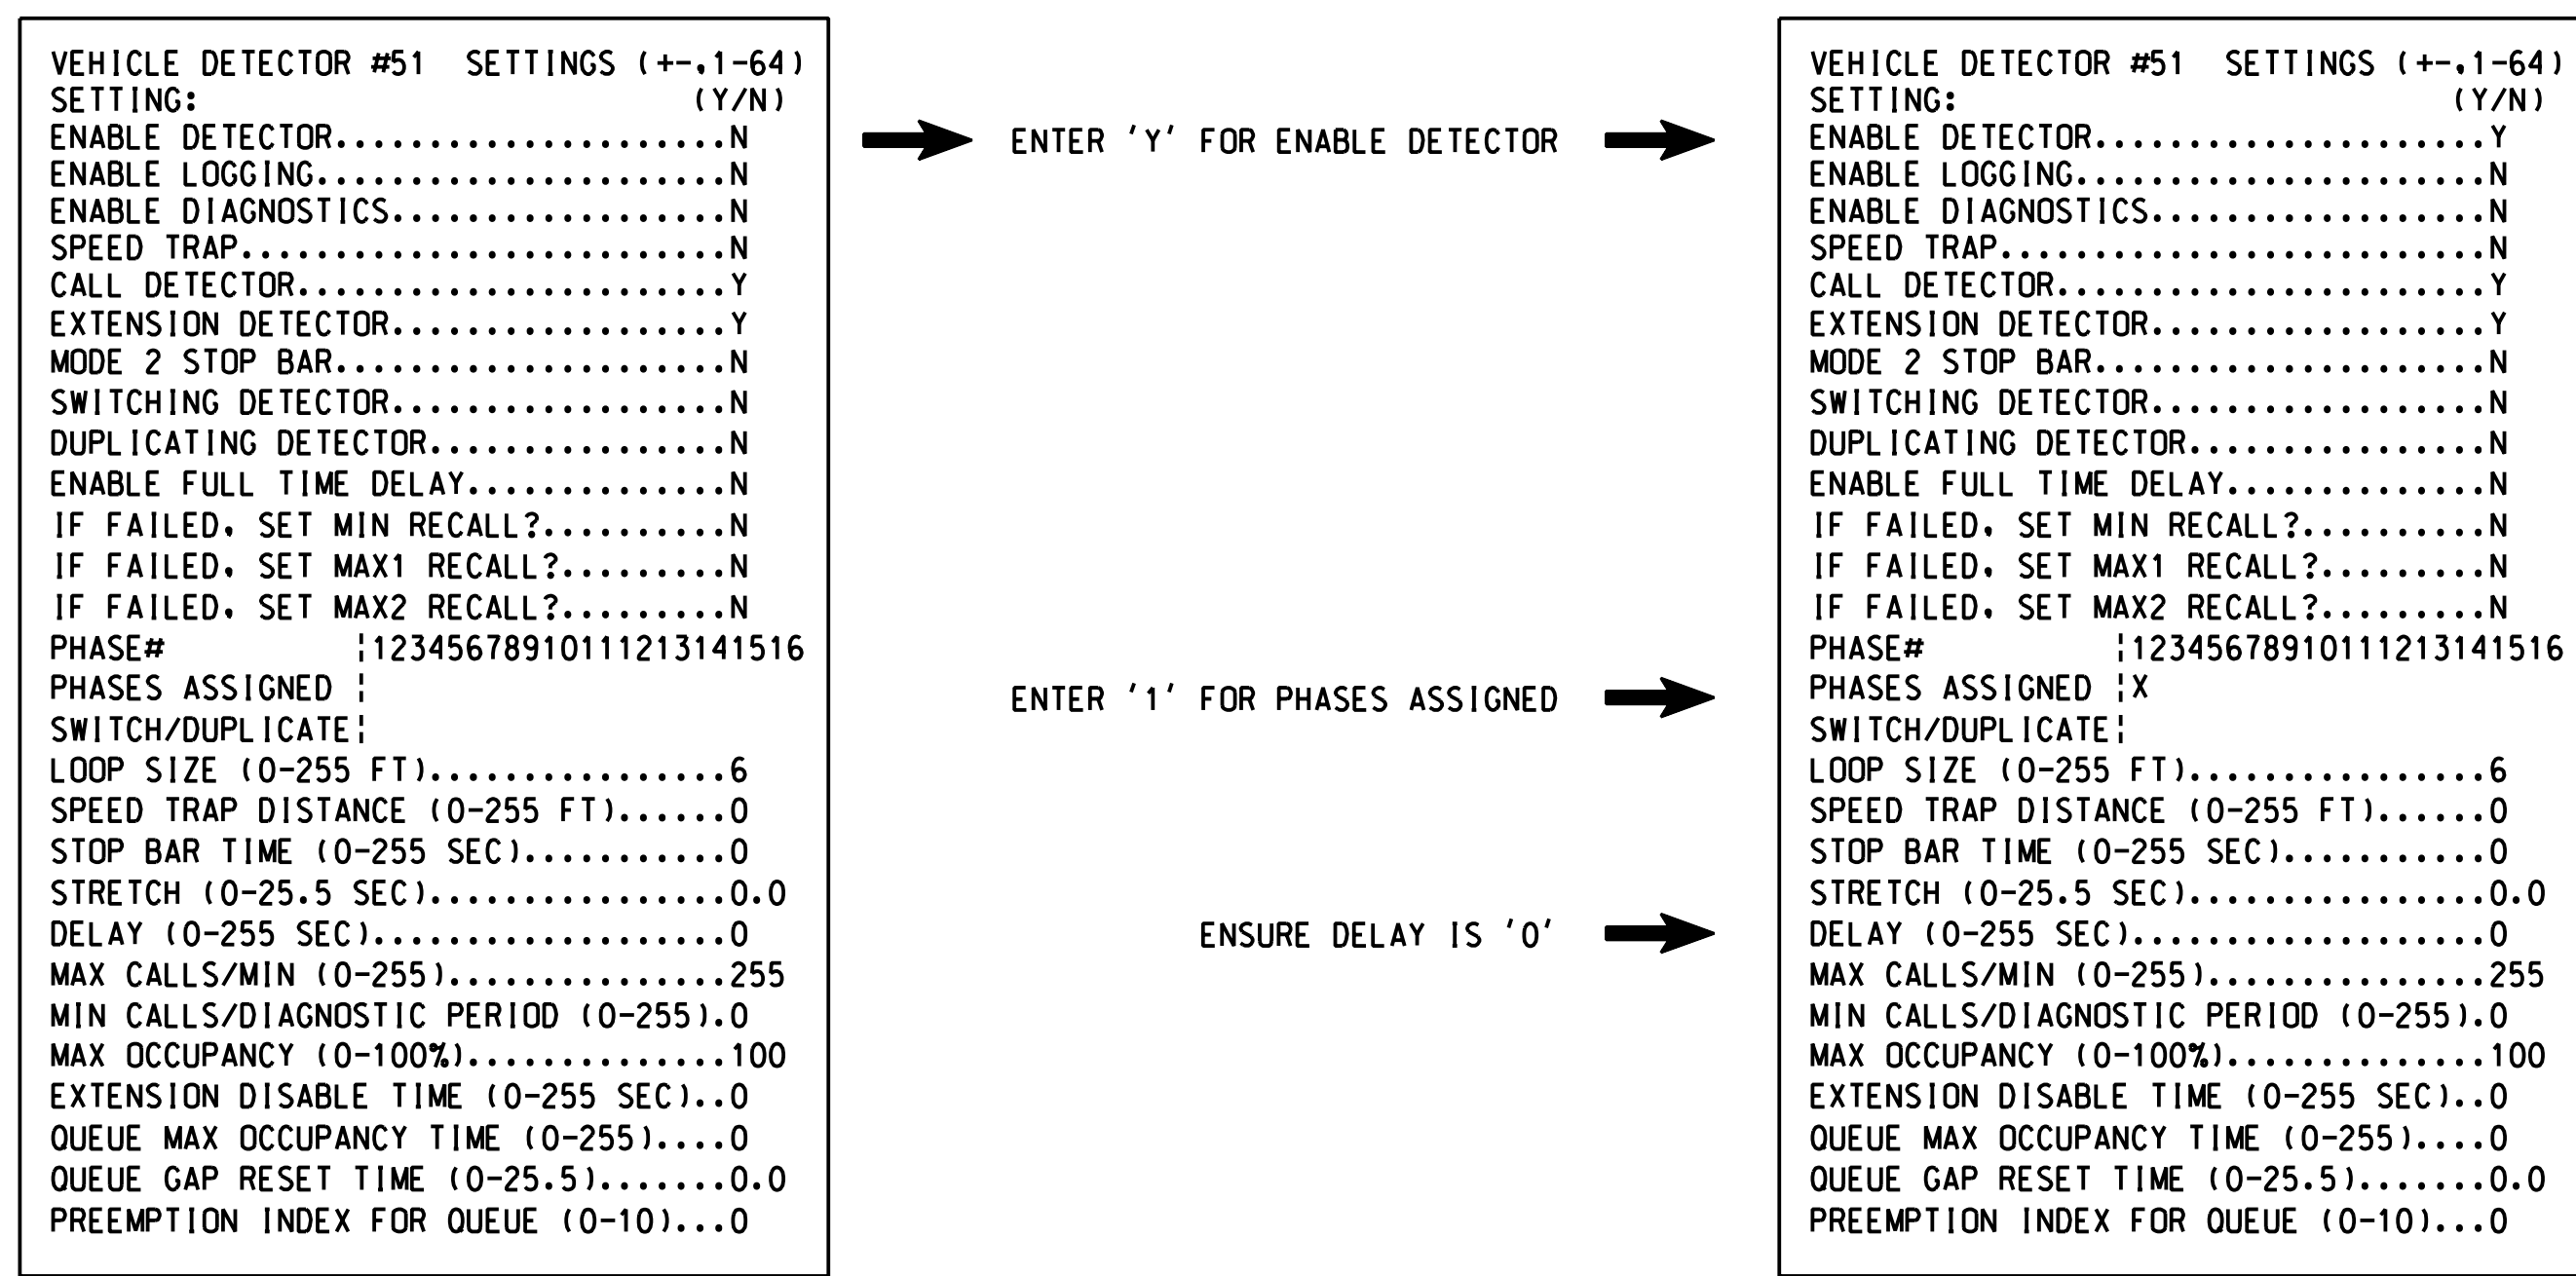 VEHICLE DETECTOR #51  SETTINGS (+-,1-64)
SETTING:                          (Y/N)
ENABLE DETECTOR.....................N
ENABLE LOGGING......................N
ENABLE DIAGNOSTICS..................N
SPEED TRAP..........................N
CALL DETECTOR.......................Y
EXTENSION DETECTOR..................Y
MODE 2 STOP BAR.....................N
SWITCHING DETECTOR..................N
DUPLICATING DETECTOR................N
ENABLE FULL TIME DELAY..............N
IF FAILED, SET MIN RECALL?..........N
IF FAILED, SET MAX1 RECALL?.........N
IF FAILED, SET MAX2 RECALL?.........N
PHASE#          |12345678910111213141516
PHASES ASSIGNED |
SWITCH/DUPLICATE|
LOOP SIZE (0-255 FT)................6
SPEED TRAP DISTANCE (0-255 FT)......0
STOP BAR TIME (0-255 SEC)...........0
STRETCH (0-25.5 SEC)................0.0
DELAY (0-255 SEC)...................0
MAX CALLS/MIN (0-255)...............255
MIN CALLS/DIAGNOSTIC PERIOD (0-255).0
MAX OCCUPANCY (0-100%)..............100
EXTENSION DISABLE TIME (0-255 SEC)..0
QUEUE MAX OCCUPANCY TIME (0-255)....0
QUEUE GAP RESET TIME (0-25.5).......0.0
PREEMPTION INDEX FOR QUEUE (0-10)...0
ENTER 'Y' FOR ENABLE DETECTOR
ENTER '1' FOR PHASES ASSIGNED
ENSURE DELAY IS '0'
VEHICLE DETECTOR #51  SETTINGS (+-,1-64)
SETTING:                          (Y/N)
ENABLE DETECTOR.....................Y
ENABLE LOGGING......................N
ENABLE DIAGNOSTICS..................N
SPEED TRAP..........................N
CALL DETECTOR.......................Y
EXTENSION DETECTOR..................Y
MODE 2 STOP BAR.....................N
SWITCHING DETECTOR..................N
DUPLICATING DETECTOR................N
ENABLE FULL TIME DELAY..............N
IF FAILED, SET MIN RECALL?..........N
IF FAILED, SET MAX1 RECALL?.........N
IF FAILED, SET MAX2 RECALL?.........N
PHASE#          |12345678910111213141516
PHASES ASSIGNED |X
SWITCH/DUPLICATE|
LOOP SIZE (0-255 FT)................6
SPEED TRAP DISTANCE (0-255 FT)......0
STOP BAR TIME (0-255 SEC)...........0
STRETCH (0-25.5 SEC)................0.0
DELAY (0-255 SEC)...................0
MAX CALLS/MIN (0-255)...............255
MIN CALLS/DIAGNOSTIC PERIOD (0-255).0
MAX OCCUPANCY (0-100%)..............100
EXTENSION DISABLE TIME (0-255 SEC)..0
QUEUE MAX OCCUPANCY TIME (0-255)....0
QUEUE GAP RESET TIME (0-25.5).......0.0
PREEMPTION INDEX FOR QUEUE (0-10)...0